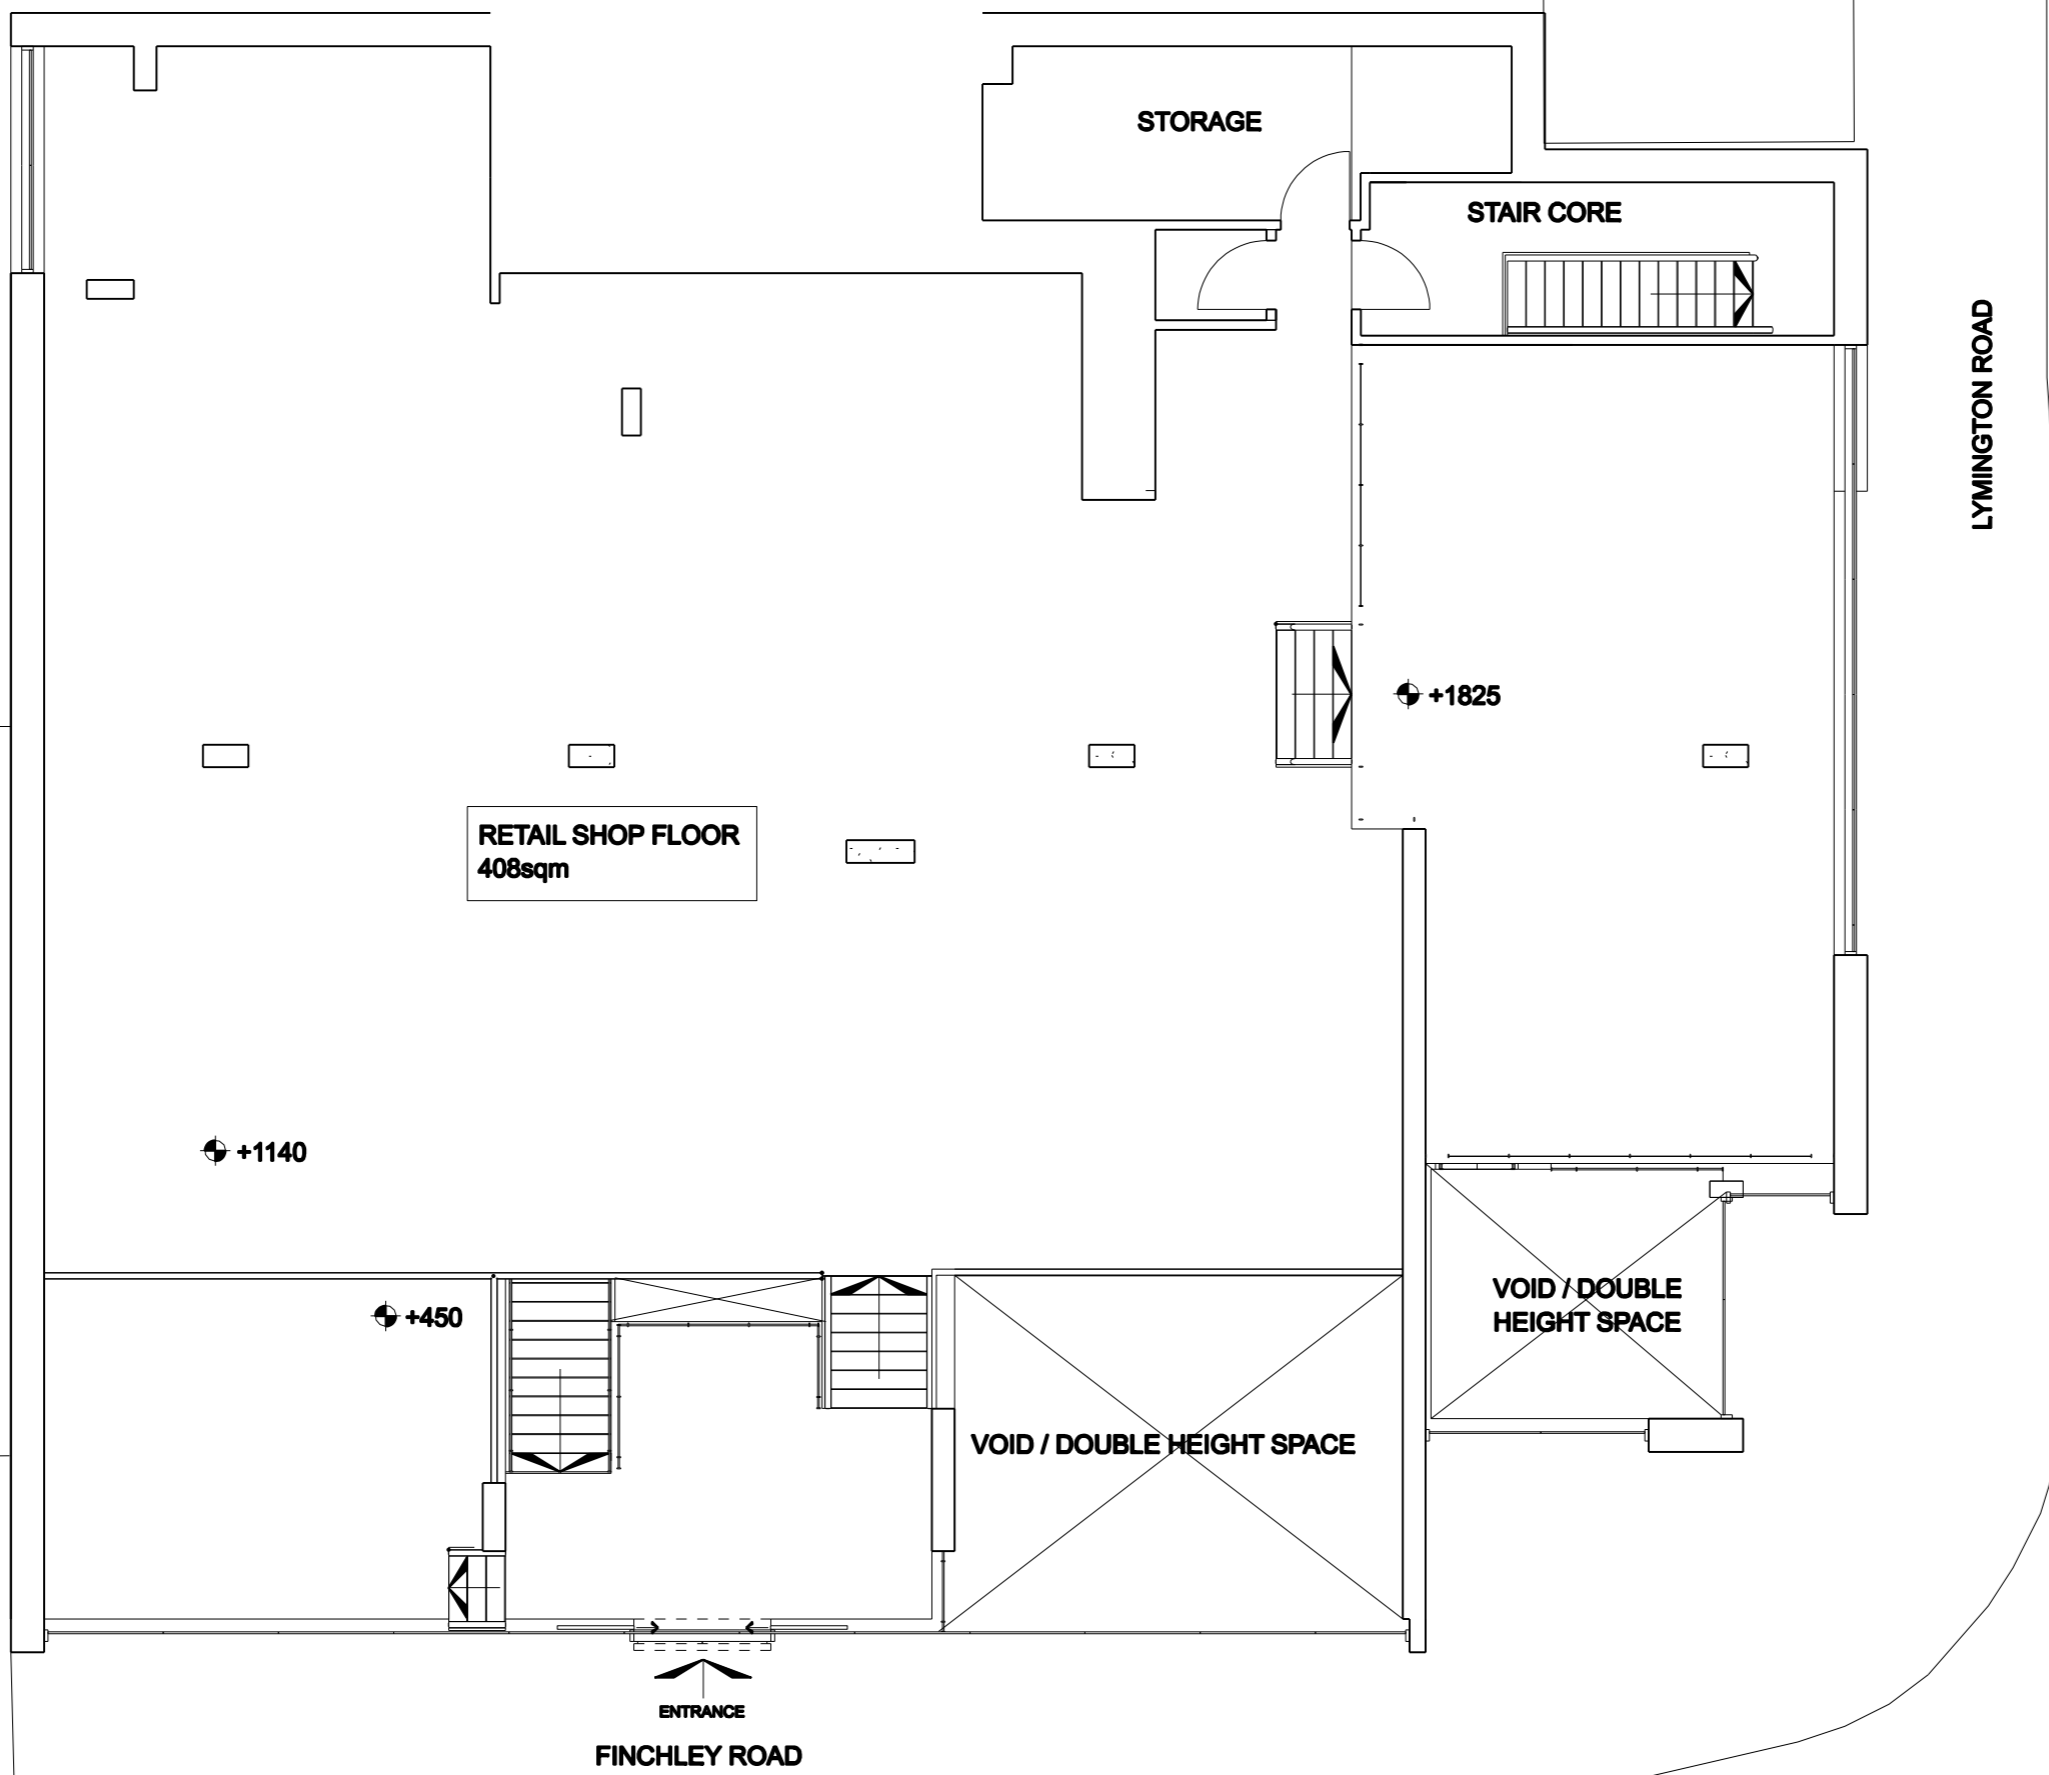 STORAGE
STAIR CORE
LYMINGTON ROAD
+1825
RETAIL SHOP FLOOR
408sqm
+1140
+450
VOID / DOUBLE
HEIGHT SPACE
VOID / DOUBLE HEIGHT SPACE
ENTRANCE
FINCHLEY ROAD